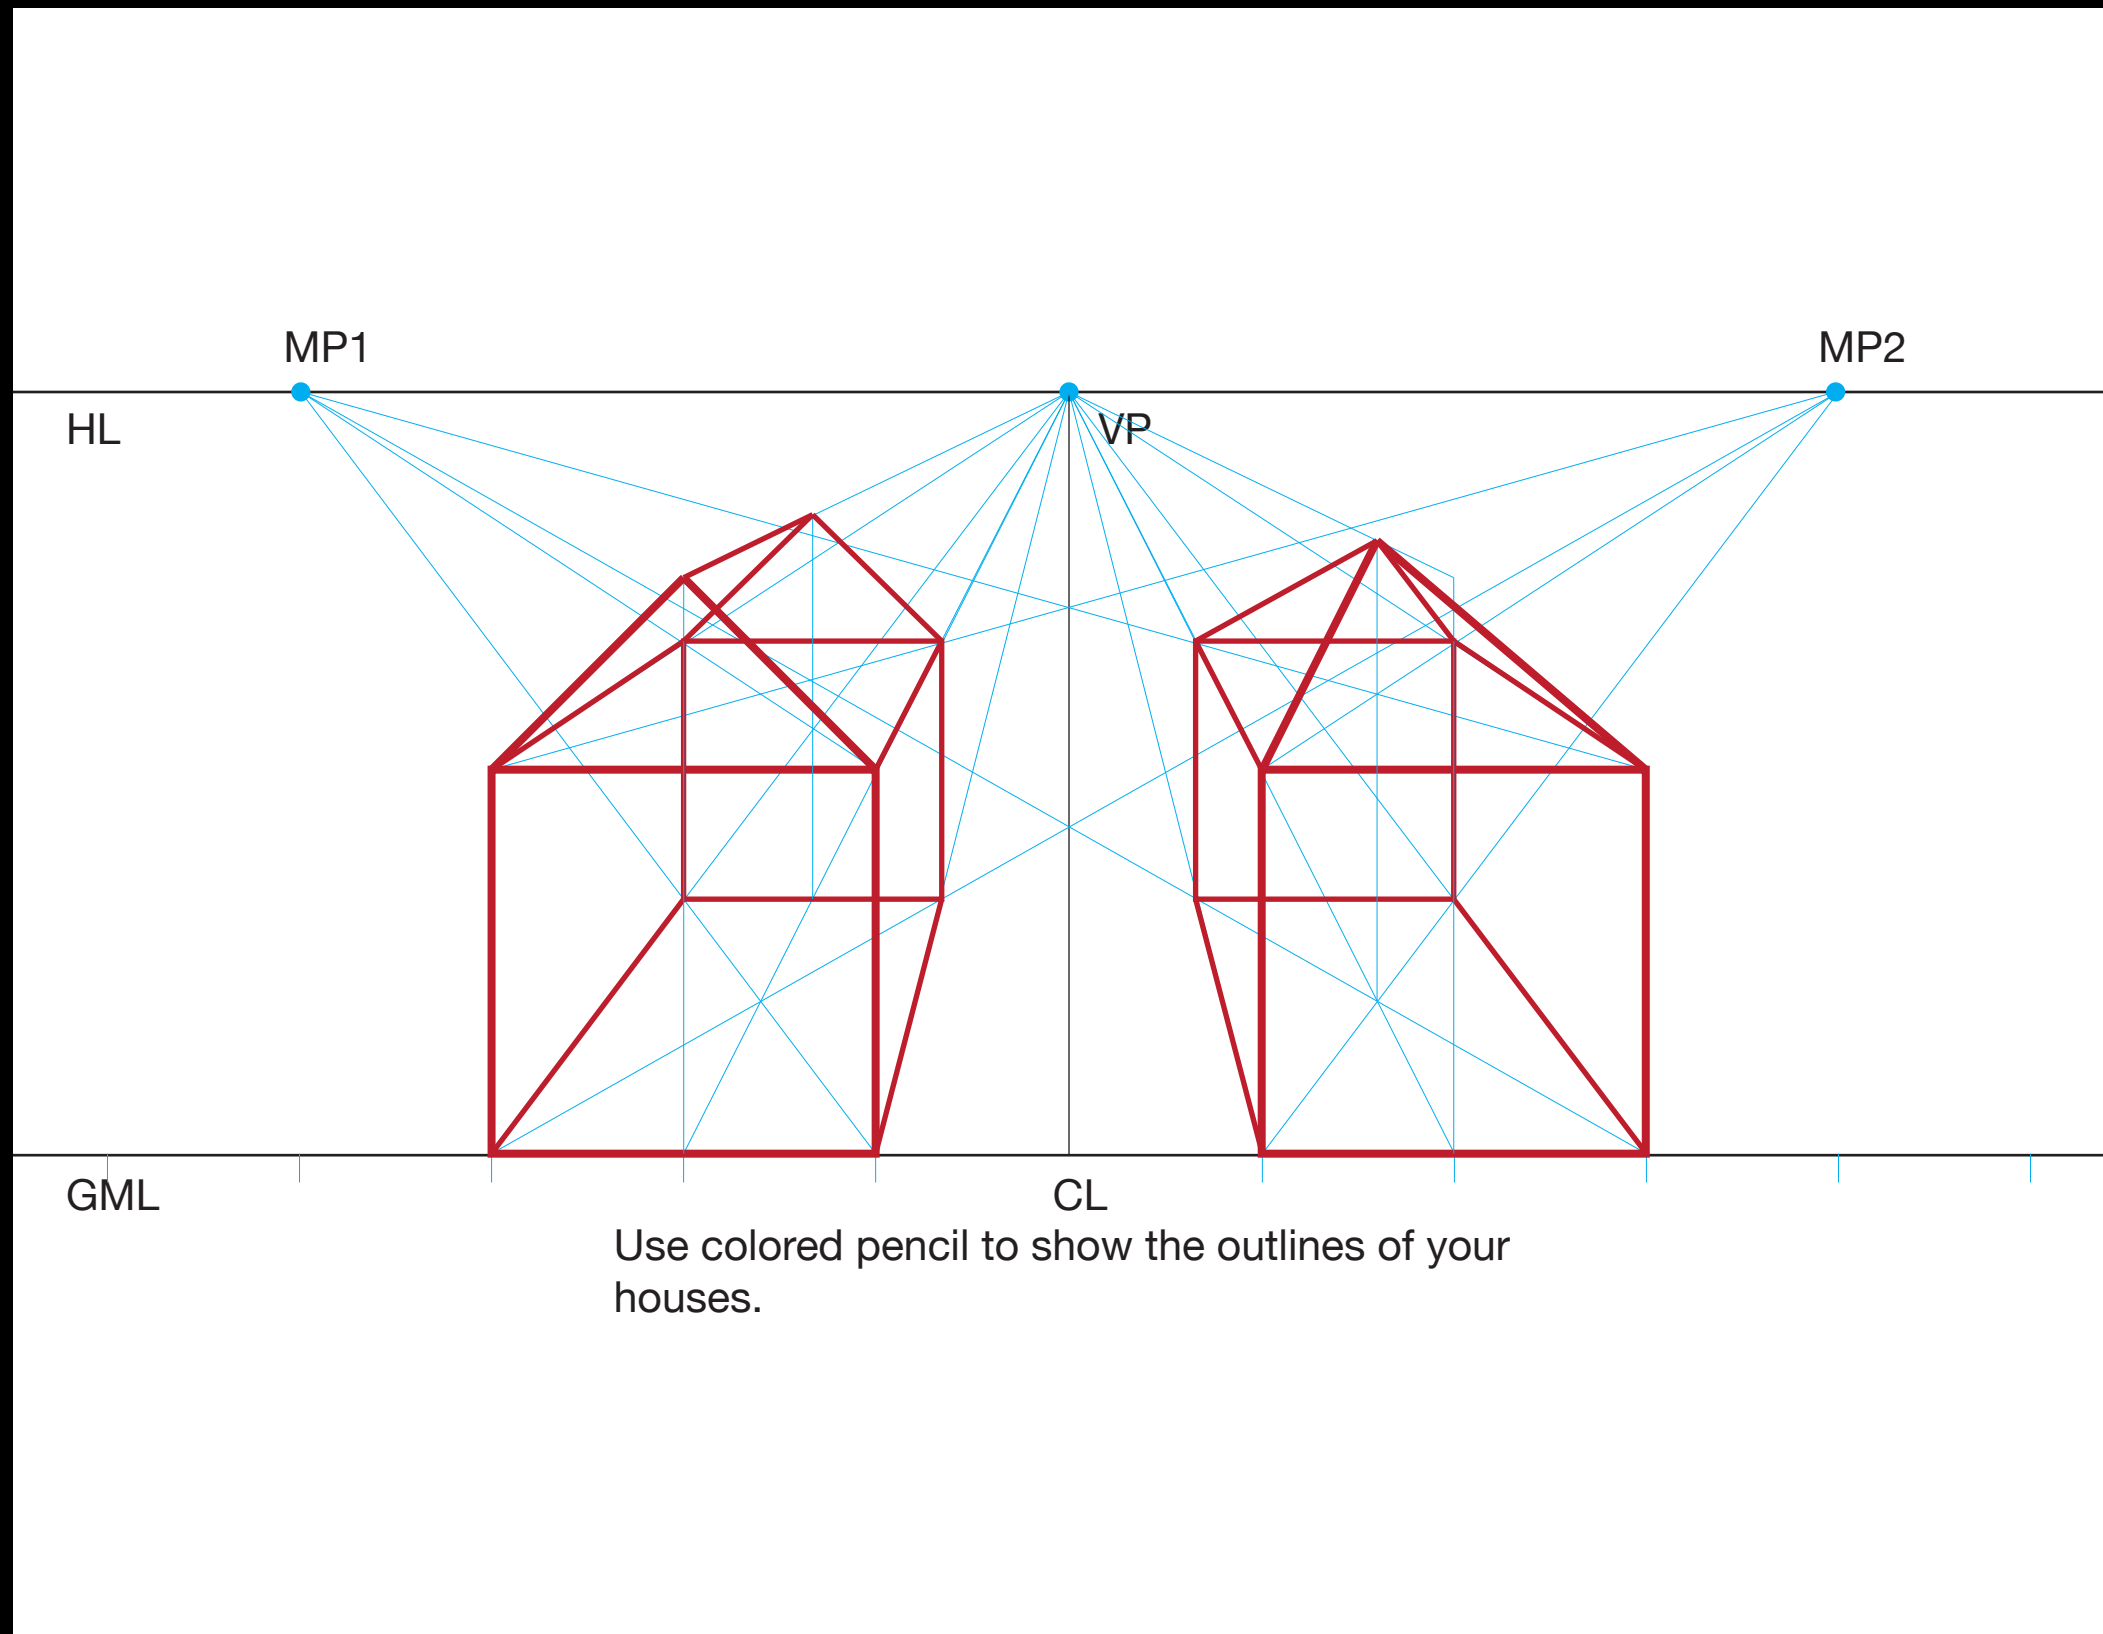 MP1
MP2
HL
VP
GML
CL
Use colored pencil to show the outlines of your
houses.